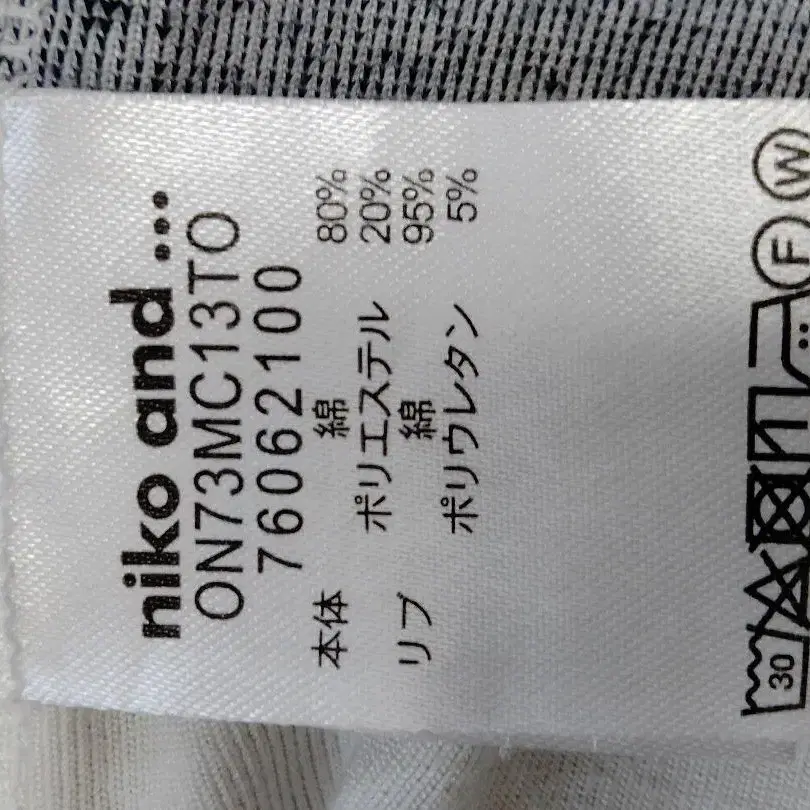 niko and ...
ON73MC13TO
76062100
本体 綿 80%
ポリエステル 20%
リブ 綿 95%
ポリウレタン 5%
30 F W